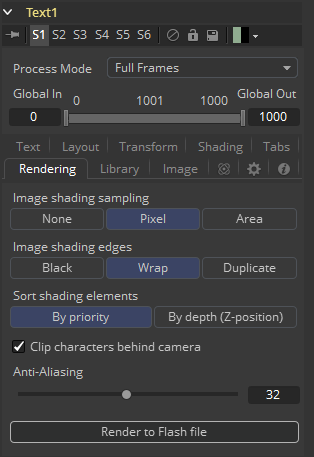 Text1
S1 S2 S3 S4 S5 S6
Process Mode Full Frames
Global In 0 1001 1000 Global Out
0 1000
Text Layout Transform Shading Tabs
Rendering Library Image
Image shading sampling
None Pixel Area
Image shading edges
Black Wrap Duplicate
Sort shading elements
By priority By depth (Z-position)
Clip characters behind camera
Anti-Aliasing
32
Render to Flash file